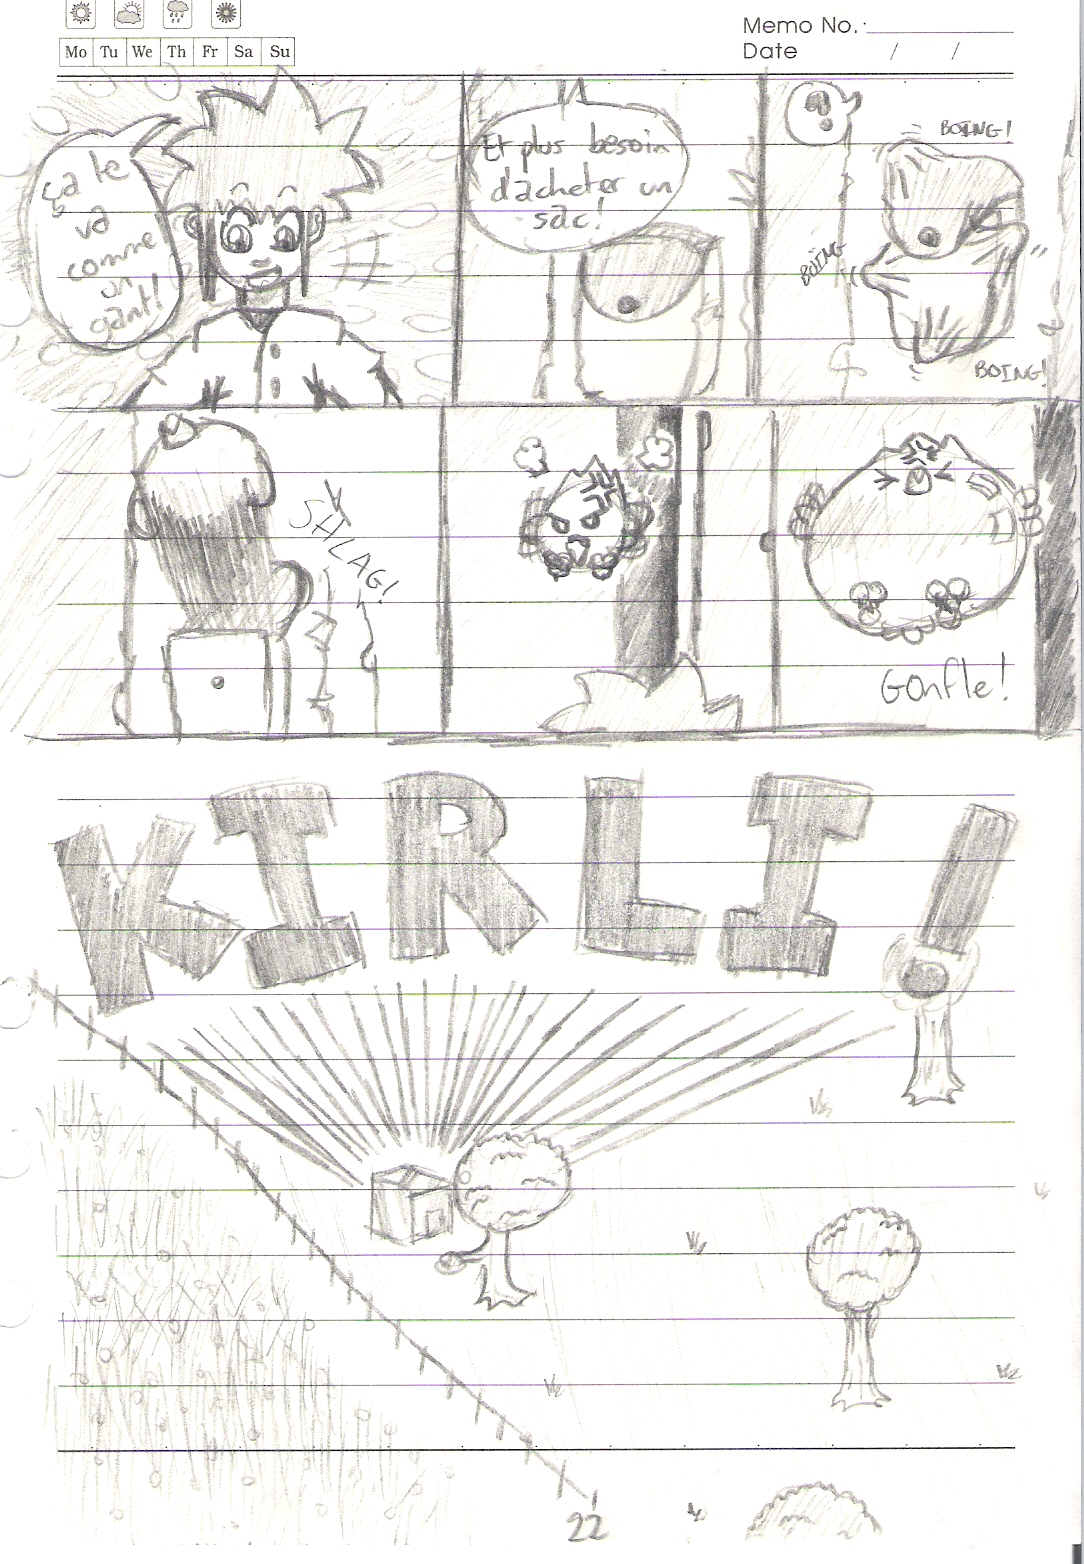 Memo No.:
Mo Tu We Th Fr Sa Su
Date / /
ça te
va
comme
un
gant!
Et plus besoin
d'acheter un
sac!
?
BOING!
BOING
BOING!
SHLAG!
Gonfle!
KIRLI!
22